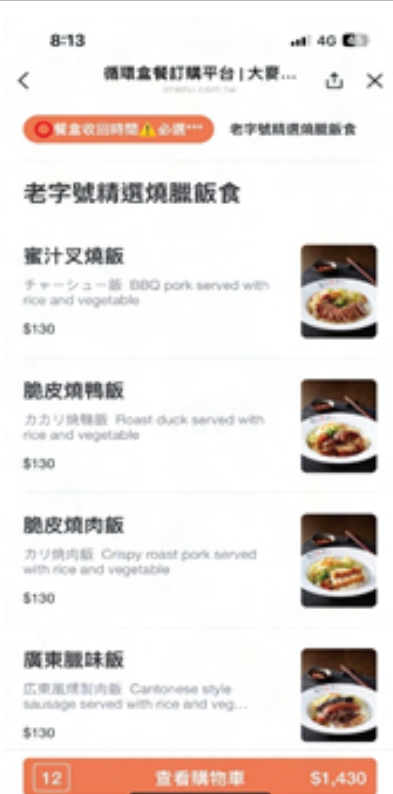 8:13
4G
循環盒餐訂購平台 | 大麥...
imenu.com.tw
⭕餐盒收回時間⚠️必選***
老字號精選燒臘飯食
老字號精選燒臘飯食
蜜汁叉燒飯
チャーシュー飯 BBQ pork served with
rice and vegetable
$130
脆皮燒鴨飯
カカリ焼鴨飯 Roast duck served with
rice and vegetable
$130
脆皮燒肉飯
カリ焼肉飯 Crispy roast pork served
with rice and vegetable
$130
廣東臘味飯
広東風燻製肉飯 Cantonese style
sausage served with rice and veg...
$130
12
查看購物車
$1,430